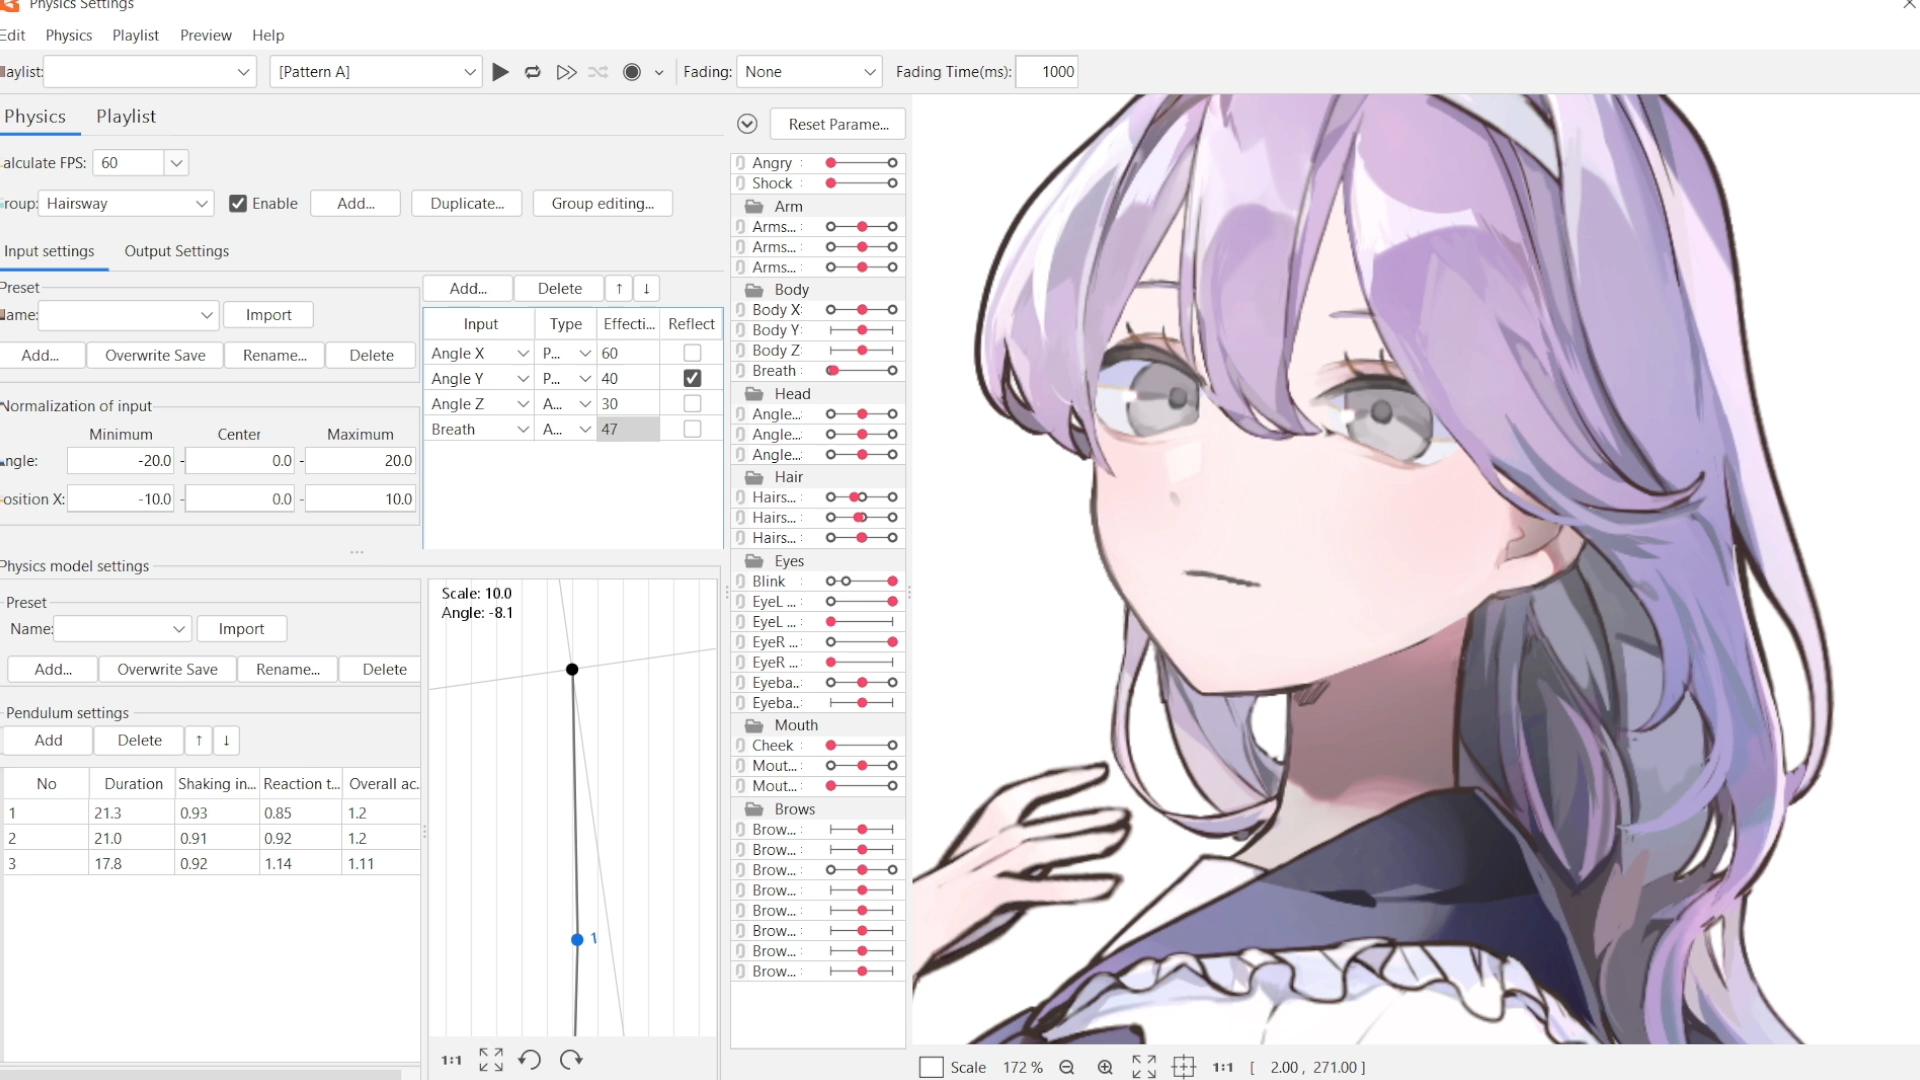 Physics Settings
Edit Physics Playlist Preview Help
aylist: [Pattern A] Fading: None Fading Time(ms): 1000
Physics Playlist
alculate FPS: 60
roup: Hairsway Enable Add... Duplicate... Group editing...
Input settings Output Settings
Preset
ame: Import
Add... Overwrite Save Rename... Delete
Normalization of input
Minimum Center Maximum
ngle: -20.0 - 0.0 - 20.0
osition X: -10.0 - 0.0 - 10.0
Add... Delete ↑ ↓
Input Type Effecti... Reflect
Angle X P... 60
Angle Y P... 40
Angle Z A... 30
Breath A... 47
Physics model settings
Preset
Name: Import
Add... Overwrite Save Rename... Delete
Pendulum settings
Add Delete ↑ ↓
No Duration Shaking in... Reaction t... Overall ac.
1 21.3 0.93 0.85 1.2
2 21.0 0.91 0.92 1.2
3 17.8 0.92 1.14 1.11
Scale: 10.0
Angle: -8.1
1
1:1
Reset Parame...
Angry :
Shock :
Arm
Arms... :
Arms... :
Arms... :
Body
Body X:
Body Y:
Body Z:
Breath :
Head
Angle...:
Angle...:
Angle...:
Hair
Hairs... :
Hairs... :
Hairs... :
Eyes
Blink :
EyeL ... :
EyeL ... :
EyeR ... :
EyeR ... :
Eyeba..:
Eyeba..:
Mouth
Cheek :
Mout... :
Mout... :
Brows
Brow... :
Brow... :
Brow... :
Brow... :
Brow... :
Brow... :
Brow... :
Brow... :
Scale 172 % 1:1 [ 2.00 , 271.00 ]